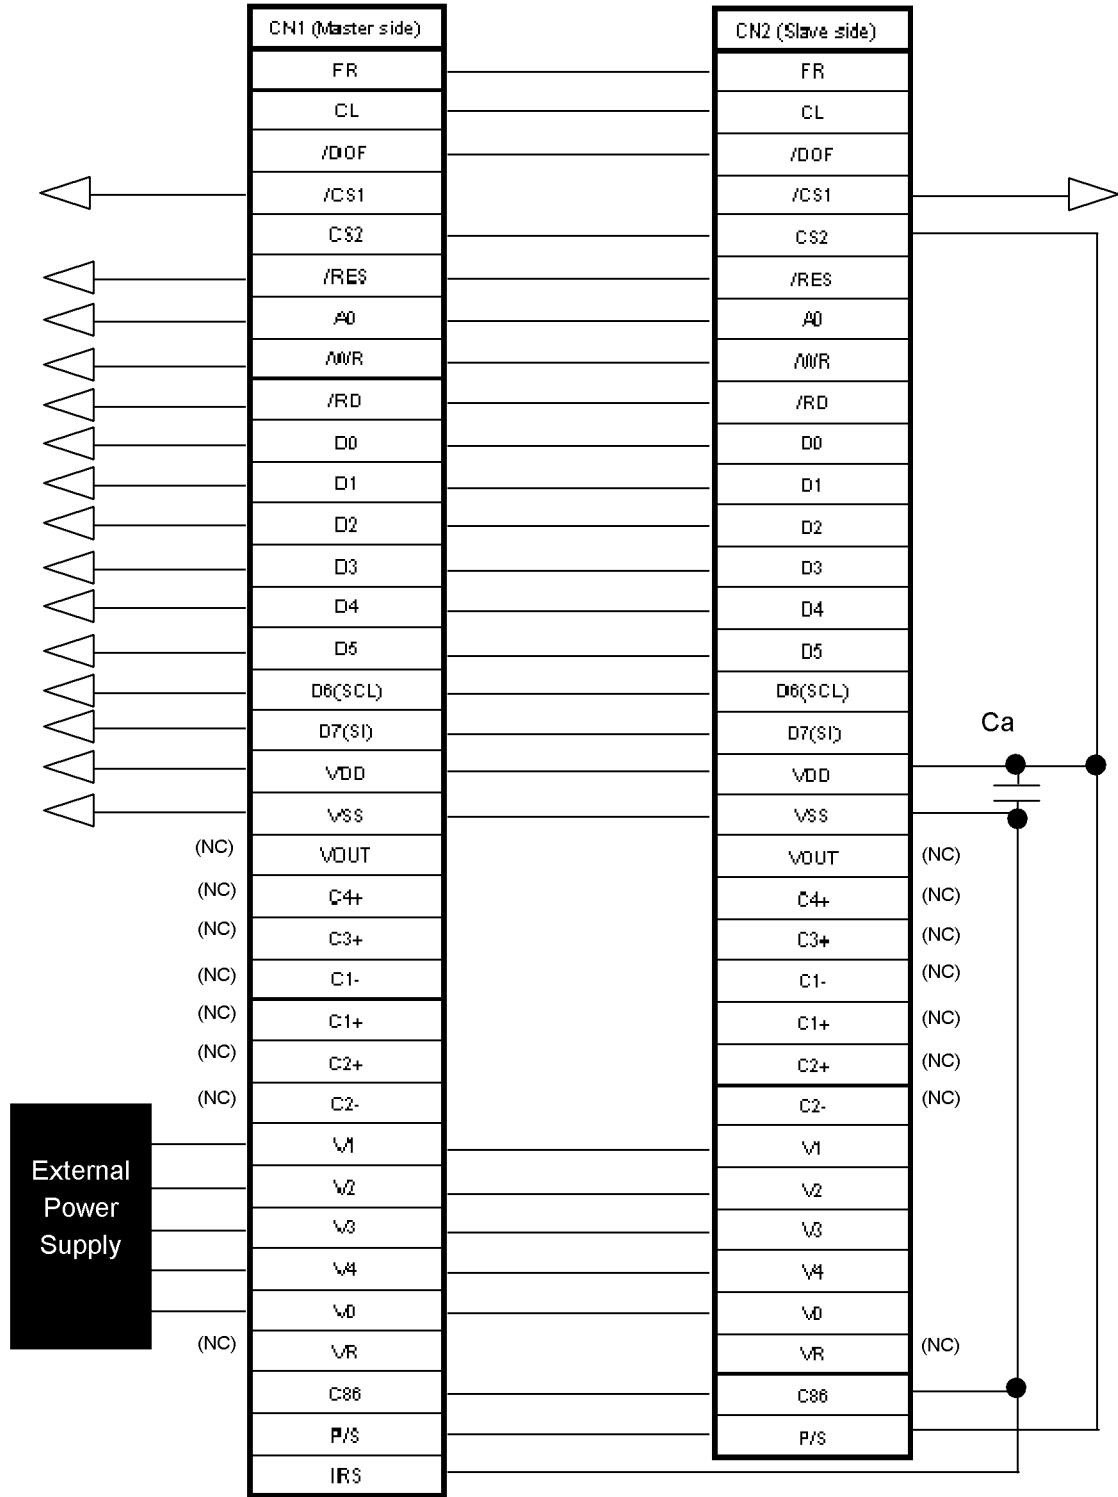 CN1 (Master side) CN2 (Slave side)
FR FR
CL CL
/DOF /DOF
/CS1 /CS1
CS2 CS2
/RES /RES
A0 A0
/WR /WR
/RD /RD
D0 D0
D1 D1
D2 D2
D3 D3
D4 D4
D5 D5
D6(SCL) D6(SCL)
D7(SI) D7(SI)
Ca
VDD VDD
VSS VSS
(NC) VOUT VOUT (NC)
(NC) C4+ C4+ (NC)
(NC) C3+ C3+ (NC)
(NC) C1- C1- (NC)
(NC) C1+ C1+ (NC)
(NC) C2+ C2+ (NC)
(NC) C2- C2- (NC)
External
Power
Supply
V1 V1
V2 V2
V3 V3
V4 V4
V0 V0
(NC) VR VR (NC)
C86 C86
P/S P/S
IRS